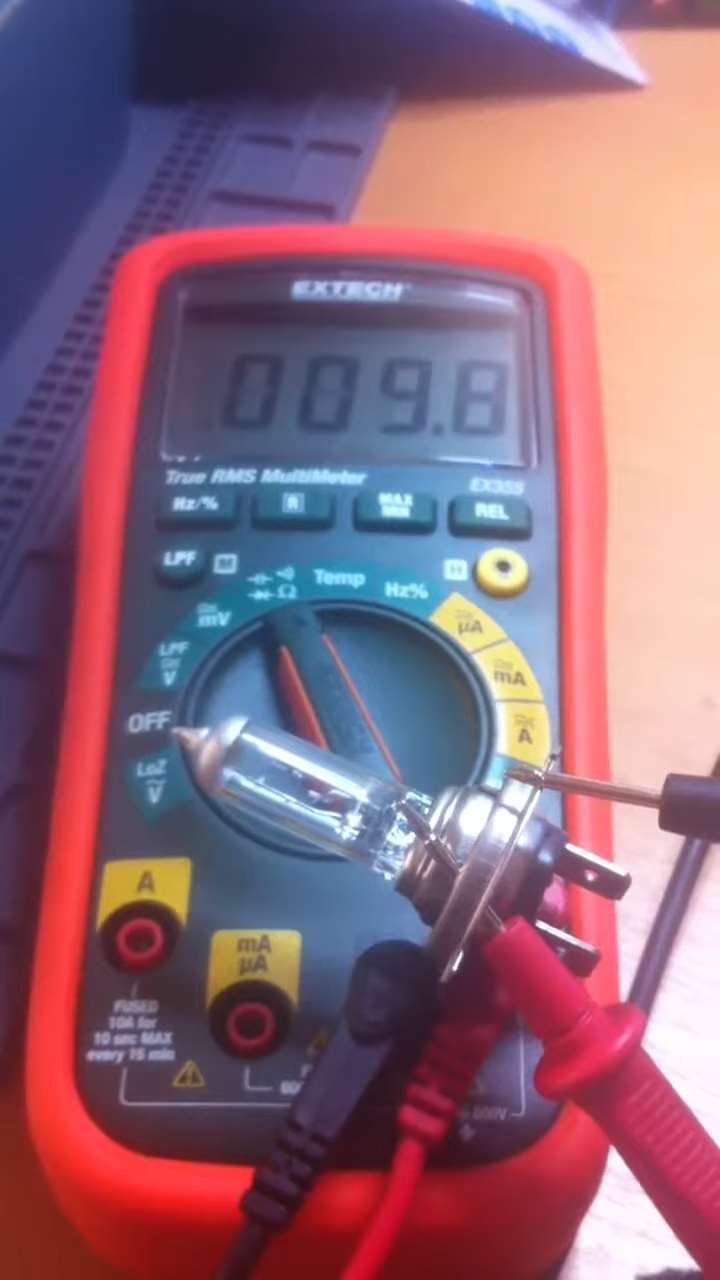 EXTECH
009.8
True RMS MultiMeter
EX355
Hz/%
R
MAX
MIN
REL
LPF
M
H
Temp
Hz%
Ω
mV
LPF
V
OFF
LoZ
V
µA
mA
A
A
mA
µA
FUSED
10A for
10 sec MAX
every 15 min
600V